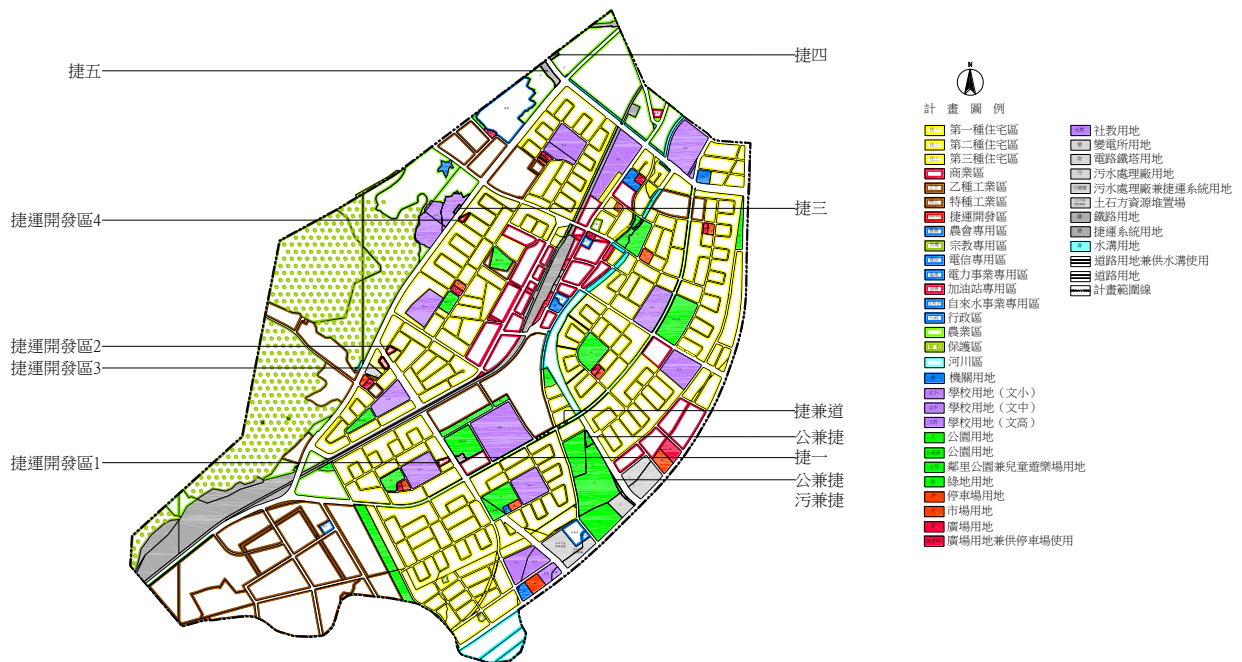 捷五
捷四
捷運開發區4
捷三
捷運開發區2
捷運開發區3
捷兼道
公兼捷
捷運開發區1
捷一
公兼捷
污兼捷
N
計畫圖例
第一種住宅區
第二種住宅區
第三種住宅區
商業區
乙種工業區
特種工業區
捷運開發區
農會專用區
宗教專用區
電信專用區
電力事業專用區
加油站專用區
自來水事業專用區
行政區
農業區
保護區
河川區
機關用地
學校用地（文小）
學校用地（文中）
學校用地（文高）
公園用地
公園用地
鄰里公園兼兒童遊樂場用地
綠地用地
停車場用地
市場用地
廣場用地
廣場用地兼供停車場使用
社教用地
變電所用地
電路鐵塔用地
污水處理廠用地
污水處理廠兼捷運系統用地
土石方資源堆置場
鐵路用地
捷運系統用地
水溝用地
道路用地兼供水溝使用
道路用地
計畫範圍線